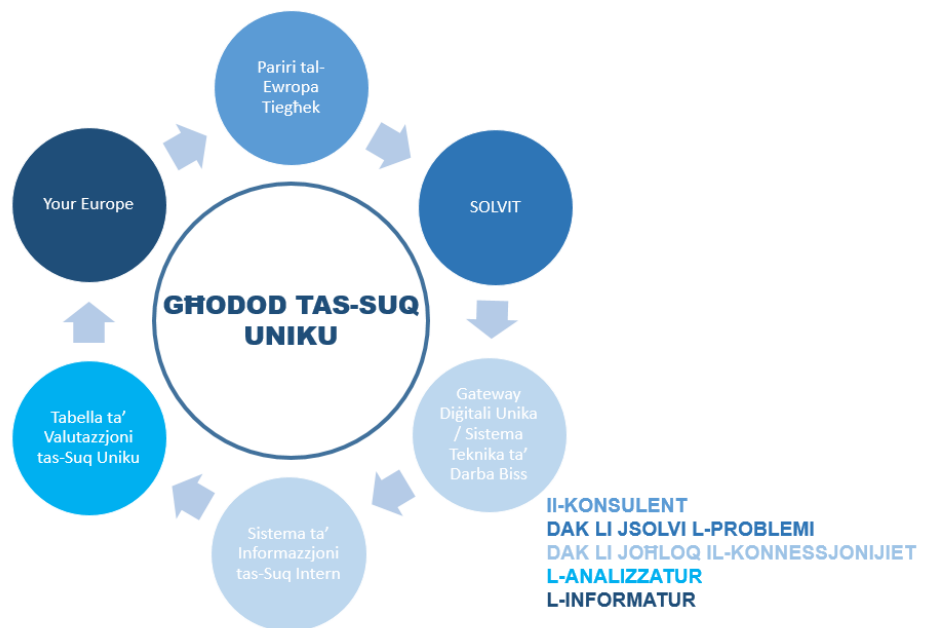 Pariri tal-
Ewropa
Tiegħek
SOLVIT
Gateway
Diġitali Unika
/ Sistema
Teknika ta’
Darba Biss
Sistema ta’
Informazzjoni
tas-Suq Intern
Tabella ta’
Valutazzjoni
tas-Suq Uniku
Your Europe
GĦODOD TAS-SUQ
UNIKU
Il-KONSULENT
DAK LI JSOLVI L-PROBLEMI
DAK LI JOĦLOQ IL-KONNESSJONIJIET
L-ANALIZZATUR
L-INFORMATUR